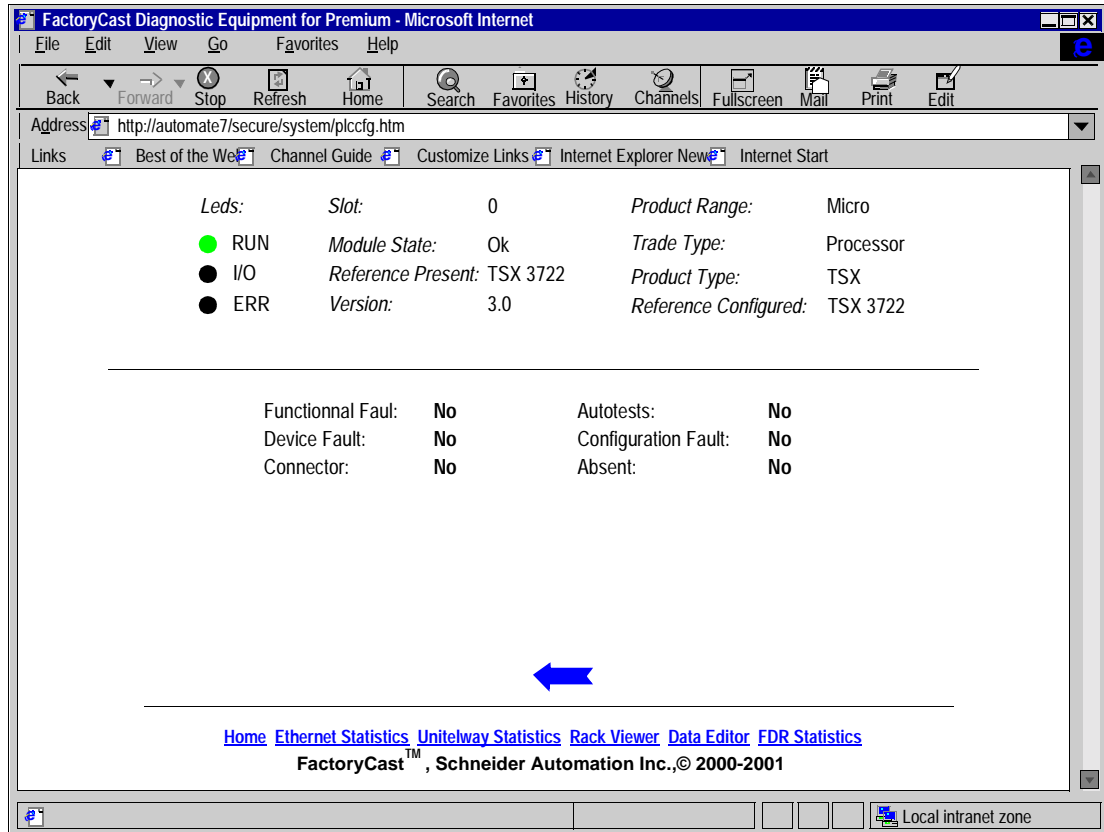 FactoryCast Diagnostic Equipment for Premium - Microsoft Internet
File Edit View Go Favorites Help
Back Forward Stop Refresh Home Search Favorites History Channels Fullscreen Mail Print Edit
Address http://automate7/secure/system/plccfg.htm
Links Best of the We Channel Guide Customize Links Internet Explorer New Internet Start
Leds: Slot: 0 Product Range: Micro
RUN Module State: Ok Trade Type: Processor
I/O Reference Present: TSX 3722 Product Type: TSX
ERR Version: 3.0 Reference Configured: TSX 3722
Functionnal Faul: No Autotests: No
Device Fault: No Configuration Fault: No
Connector: No Absent: No
Home Ethernet Statistics Unitelway Statistics Rack Viewer Data Editor FDR Statistics
FactoryCast™ , Schneider Automation Inc.,© 2000-2001
Local intranet zone